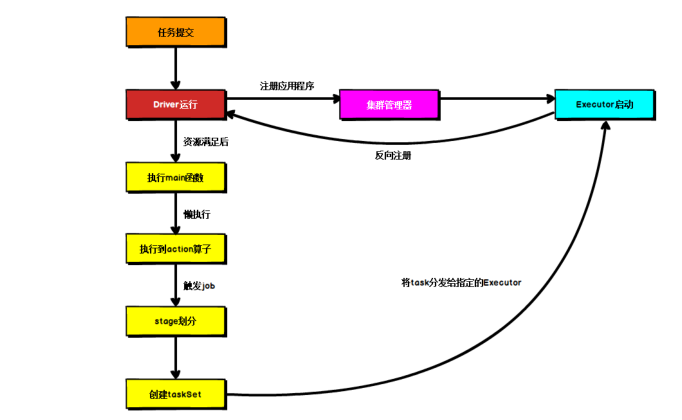 任务提交
注册应用程序
Driver运行
集群管理器
Executor启动
资源满足后
反向注册
执行main函数
懒执行
执行到action算子
触发job
将task分发给指定的Executor
stage划分
创建taskSet